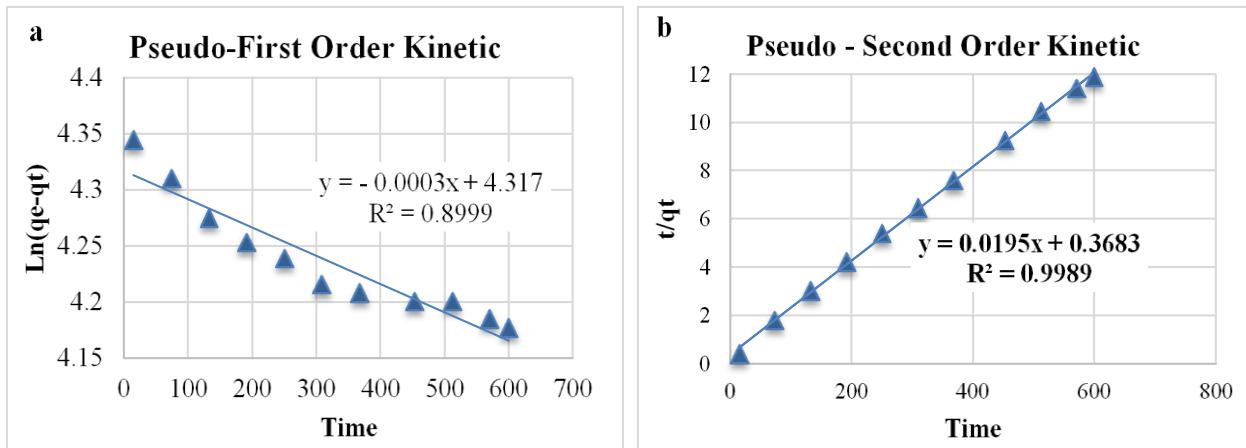 a
Pseudo-First Order Kinetic
4.4
4.35
4.3
4.25
4.2
4.15
Ln(qe-qt)
y = - 0.0003x + 4.317
R² = 0.8999
0 100 200 300 400 500 600 700
Time
b
Pseudo - Second Order Kinetic
12
10
8
6
4
2
0
t/qt
y = 0.0195x + 0.3683
R² = 0.9989
0 200 400 600 800
Time